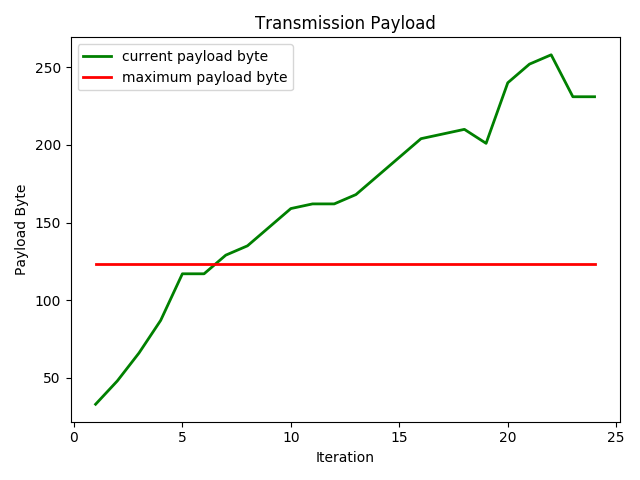 Transmission Payload
current payload byte
maximum payload byte
Payload Byte
250
200
150
100
50
0
5
10
15
20
25
Iteration